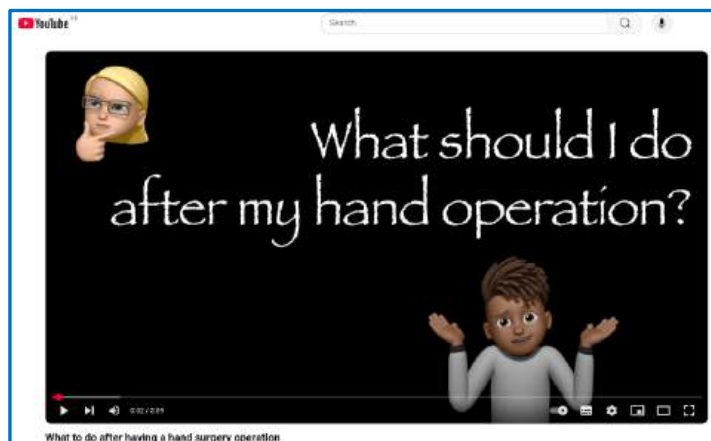 YouTube
Search
What should I do
after my hand operation?
What to do after having a hand surgery operation